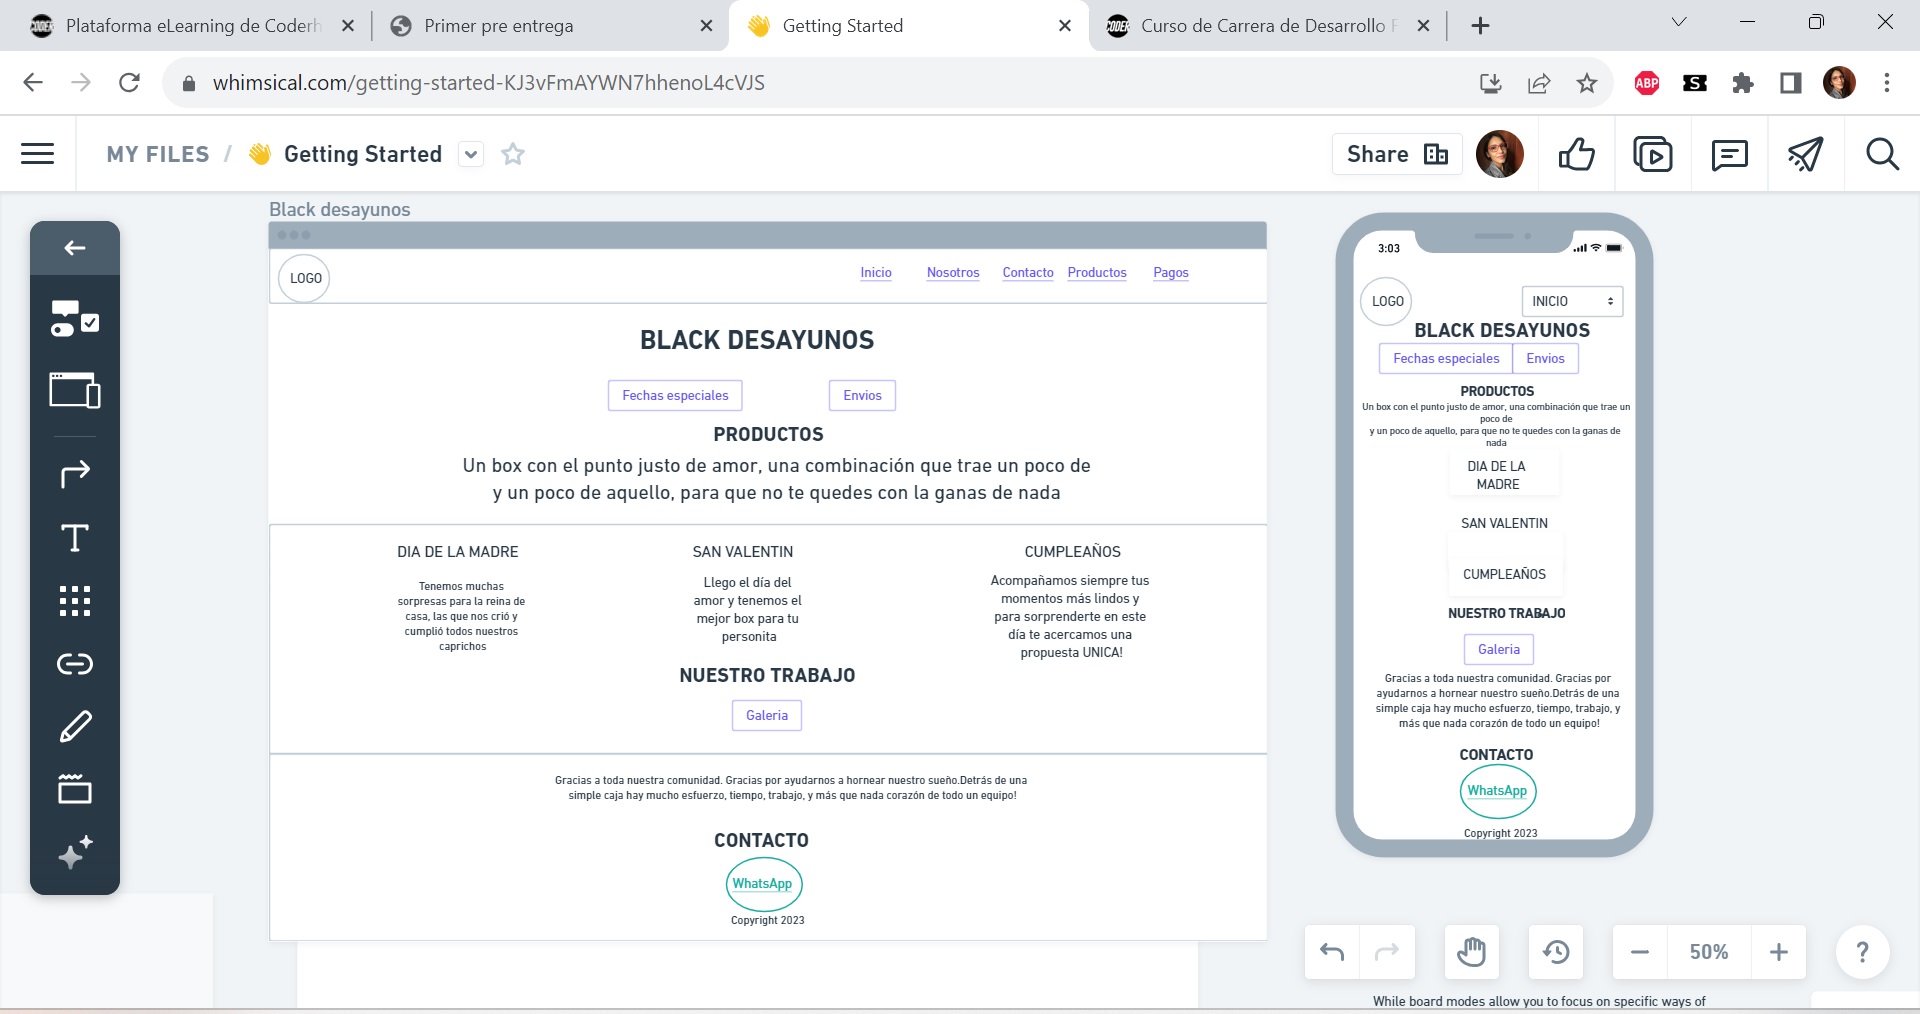 Plataforma eLearning de Coderh
Primer pre entrega
Getting Started
Curso de Carrera de Desarrollo F
whimsical.com/getting-started-KJ3vFmAYWN7hhenoL4cVJS
ABP
S
MY FILES / 👋 Getting Started
Share
Black desayunos
LOGO
Inicio Nosotros Contacto Productos Pagos
BLACK DESAYUNOS
Fechas especiales Envios
PRODUCTOS
Un box con el punto justo de amor, una combinación que trae un poco de
y un poco de aquello, para que no te quedes con la ganas de nada
DIA DE LA MADRE
Tenemos muchas
sorpresas para la reina de
casa, las que nos crió y
cumplió todos nuestros
caprichos
SAN VALENTIN
Llego el día del
amor y tenemos el
mejor box para tu
personita
CUMPLEAÑOS
Acompañamos siempre tus
momentos más lindos y
para sorprenderte en este
día te acercamos una
propuesta UNICA!
NUESTRO TRABAJO
Galeria
Gracias a toda nuestra comunidad. Gracias por ayudarnos a hornear nuestro sueño.Detrás de una
simple caja hay mucho esfuerzo, tiempo, trabajo, y más que nada corazón de todo un equipo!
CONTACTO
WhatsApp
Copyright 2023
3:03
LOGO
INICIO
BLACK DESAYUNOS
Fechas especiales Envios
PRODUCTOS
Un box con el punto justo de amor, una combinación que trae un
poco de
y un poco de aquello, para que no te quedes con la ganas de
nada
DIA DE LA
MADRE
SAN VALENTIN
CUMPLEAÑOS
NUESTRO TRABAJO
Galeria
Gracias a toda nuestra comunidad. Gracias por
ayudarnos a hornear nuestro sueño.Detrás de una
simple caja hay mucho esfuerzo, tiempo, trabajo, y
más que nada corazón de todo un equipo!
CONTACTO
WhatsApp
Copyright 2023
50%
?
While board modes allow you to focus on specific ways of